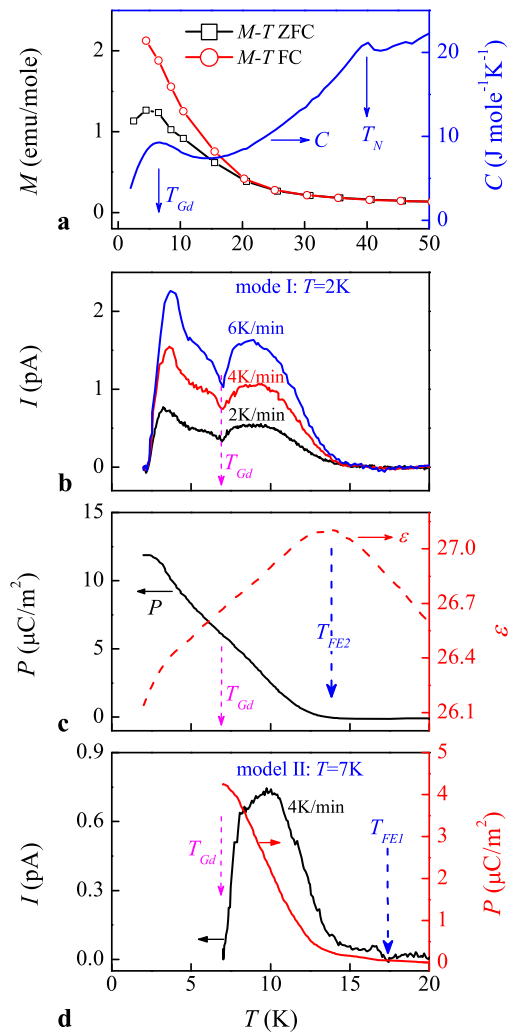 M-T ZFC
M-T FC
M (emu/mole)
2
1
0
C
T_N
T_Gd
20
10
0
C (J mole⁻¹K⁻¹)
a
0 10 20 30 40 50
mode I: T=2K
I (pA)
2
1
0
6K/min
4K/min
2K/min
T_Gd
b
P (μC/m²)
15
10
5
0
P
ε
T_FE2
T_Gd
27.0
26.7
26.4
26.1
ε
c
model II: T=7K
I (pA)
0.9
0.6
0.3
0.0
4K/min
T_Gd
T_FE1
5
4
3
2
1
0
P (μC/m²)
0 5 10 15 20
d
T (K)